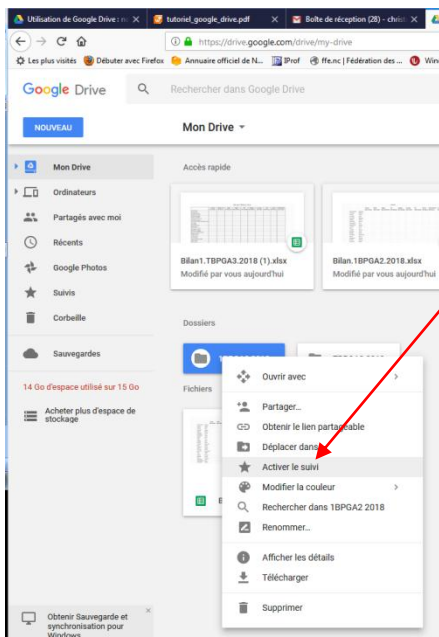 Utilisation de Google Drive : n
tutoriel_google_drive.pdf
Boîte de réception (28) - christ
https://drive.google.com/drive/my-drive
Les plus visités
Débuter avec Firefox
Annuaire officiel de N...
IProf
ffe.nc | Fédération des ...
Wind
Google Drive
Rechercher dans Google Drive
NOUVEAU
Mon Drive
Mon Drive
Ordinateurs
Partagés avec moi
Récents
Google Photos
Suivis
Corbeille
Sauvegardes
14 Go d'espace utilisé sur 15 Go
Acheter plus d'espace de
stockage
Obtenir Sauvegarde et
synchronisation pour
Windows
Accès rapide
Bilan1.TBPGA3.2018 (1).xlsx
Modifié par vous aujourd'hui
Bilan.1BPGA2.2018.xlsx
Modifié par vous aujourd'hui
Dossiers
Fichiers
Ouvrir avec
Partager...
Obtenir le lien partageable
Déplacer dans
Activer le suivi
Modifier la couleur
Rechercher dans 1BPGA2 2018
Renommer...
Afficher les détails
Télécharger
Supprimer